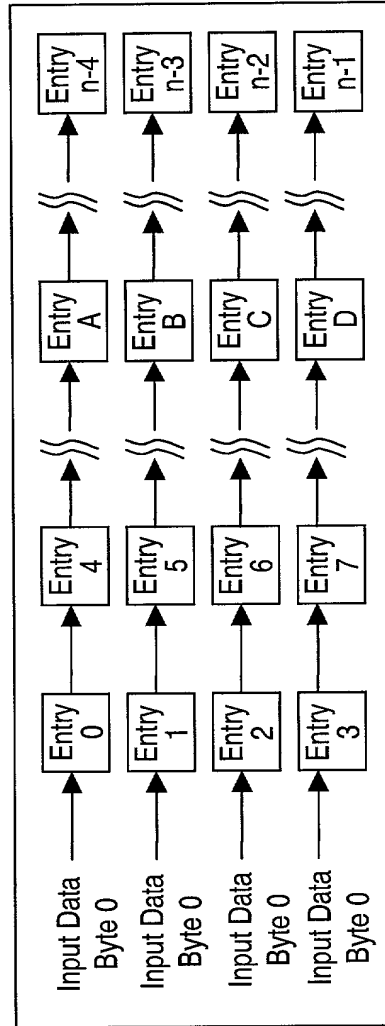 Input Data
Byte 0
Entry
0
Entry
4
Entry
A
Entry
n-4
Input Data
Byte 0
Entry
1
Entry
5
Entry
B
Entry
n-3
Input Data
Byte 0
Entry
2
Entry
6
Entry
C
Entry
n-2
Input Data
Byte 0
Entry
3
Entry
7
Entry
D
Entry
n-1